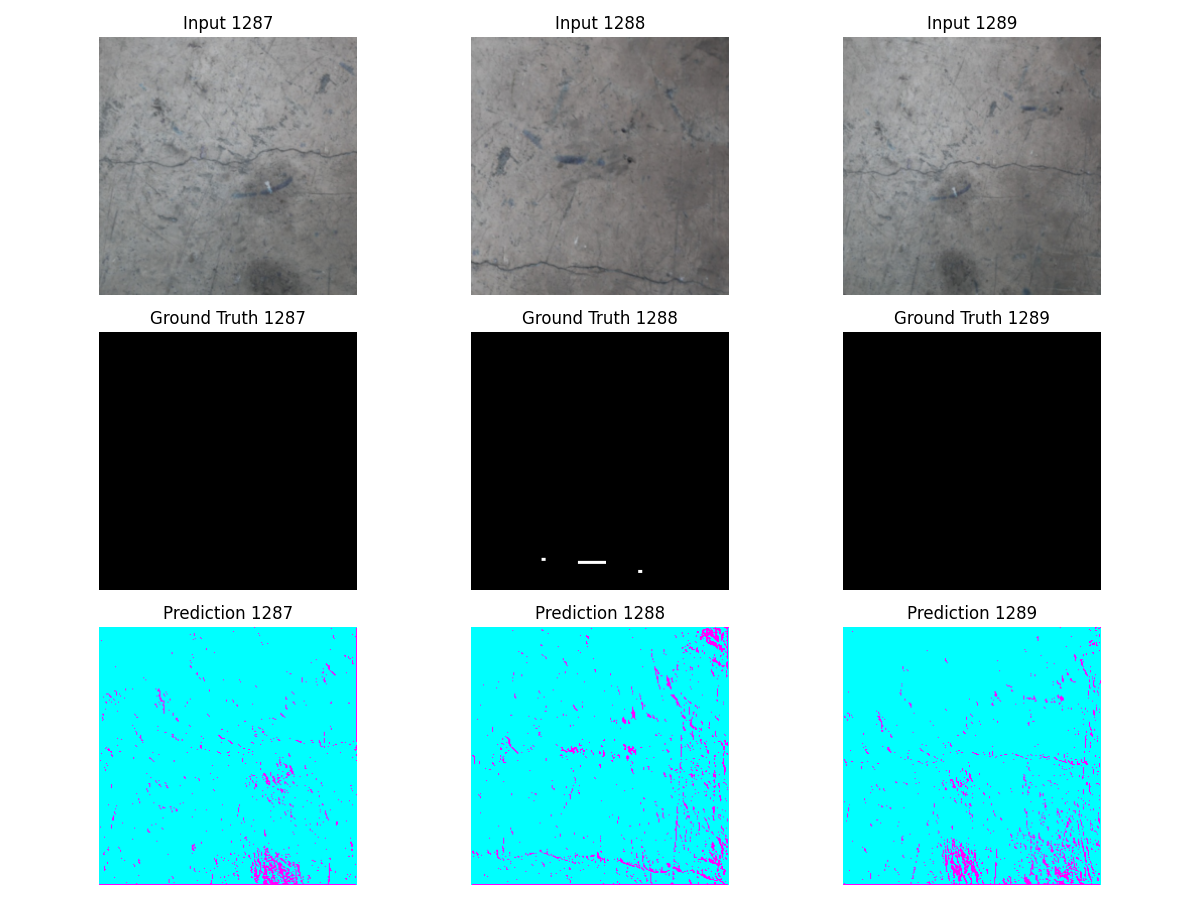 Input 1287
Input 1288
Input 1289
Ground Truth 1287
Ground Truth 1288
Ground Truth 1289
Prediction 1287
Prediction 1288
Prediction 1289